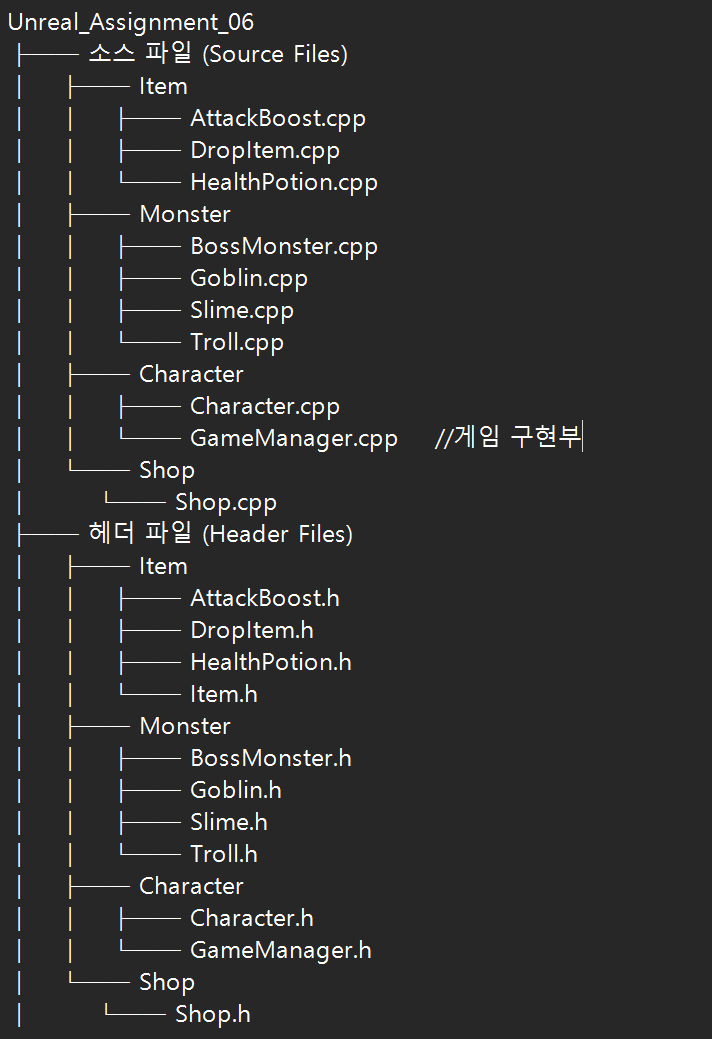 Unreal_Assignment_06
├── 소스 파일 (Source Files)
│   ├── Item
│   │   ├── AttackBoost.cpp
│   │   ├── DropItem.cpp
│   │   └── HealthPotion.cpp
│   ├── Monster
│   │   ├── BossMonster.cpp
│   │   ├── Goblin.cpp
│   │   ├── Slime.cpp
│   │   └── Troll.cpp
│   ├── Character
│   │   ├── Character.cpp
│   │   └── GameManager.cpp   //게임 구현부
│   └── Shop
│       └── Shop.cpp
├── 헤더 파일 (Header Files)
│   ├── Item
│   │   ├── AttackBoost.h
│   │   ├── DropItem.h
│   │   ├── HealthPotion.h
│   │   └── Item.h
│   ├── Monster
│   │   ├── BossMonster.h
│   │   ├── Goblin.h
│   │   ├── Slime.h
│   │   └── Troll.h
│   ├── Character
│   │   ├── Character.h
│   │   └── GameManager.h
│   └── Shop
│       └── Shop.h